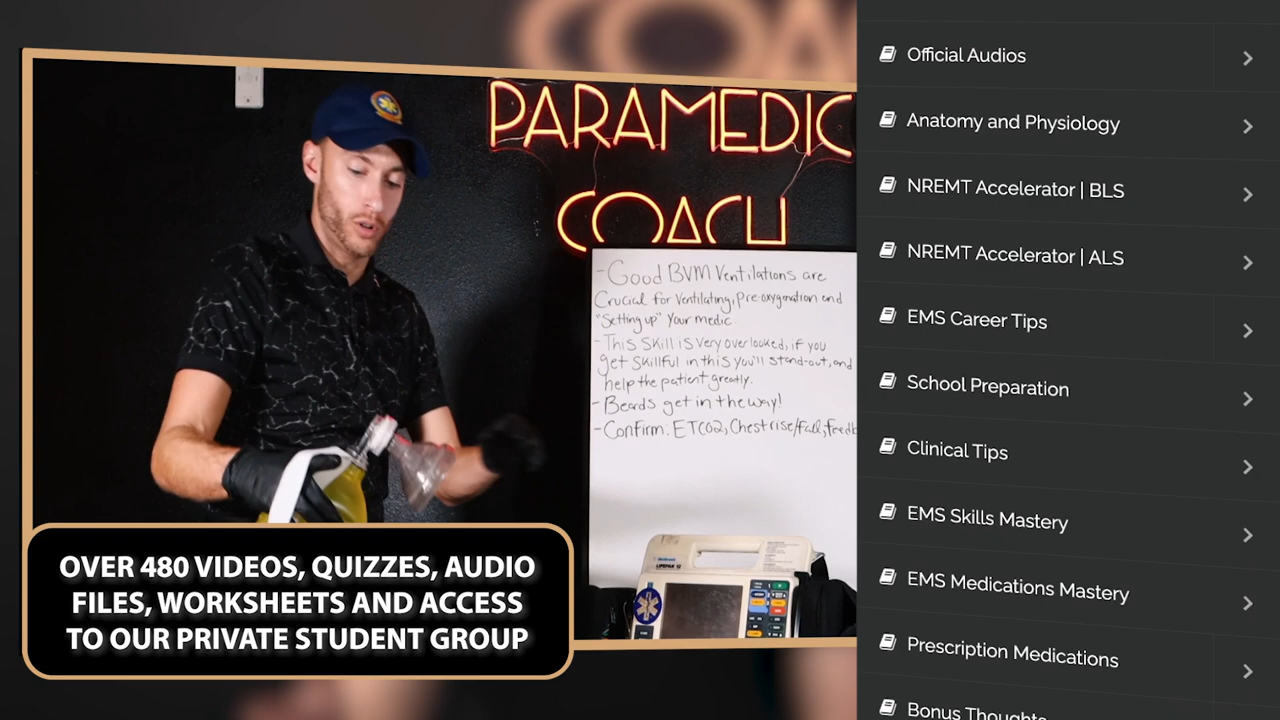 PARAMEDIC
COACH
-Good BVM Ventilations are
Crucial for Ventilating, pre-oxygenation and
"Setting up" Your medic.
-This Skill is very overlooked, if you
get Skillful in this you'll stand-out, and
help the patient greatly.
-Beards get in the way!
-Confirm: ETCO2, Chest rise/fall, feedb
LIFEPAK 12
OVER 480 VIDEOS, QUIZZES, AUDIO
FILES, WORKSHEETS AND ACCESS
TO OUR PRIVATE STUDENT GROUP
Official Audios
Anatomy and Physiology
NREMT Accelerator | BLS
NREMT Accelerator | ALS
EMS Career Tips
School Preparation
Clinical Tips
EMS Skills Mastery
EMS Medications Mastery
Prescription Medications
Bonus Thoughts